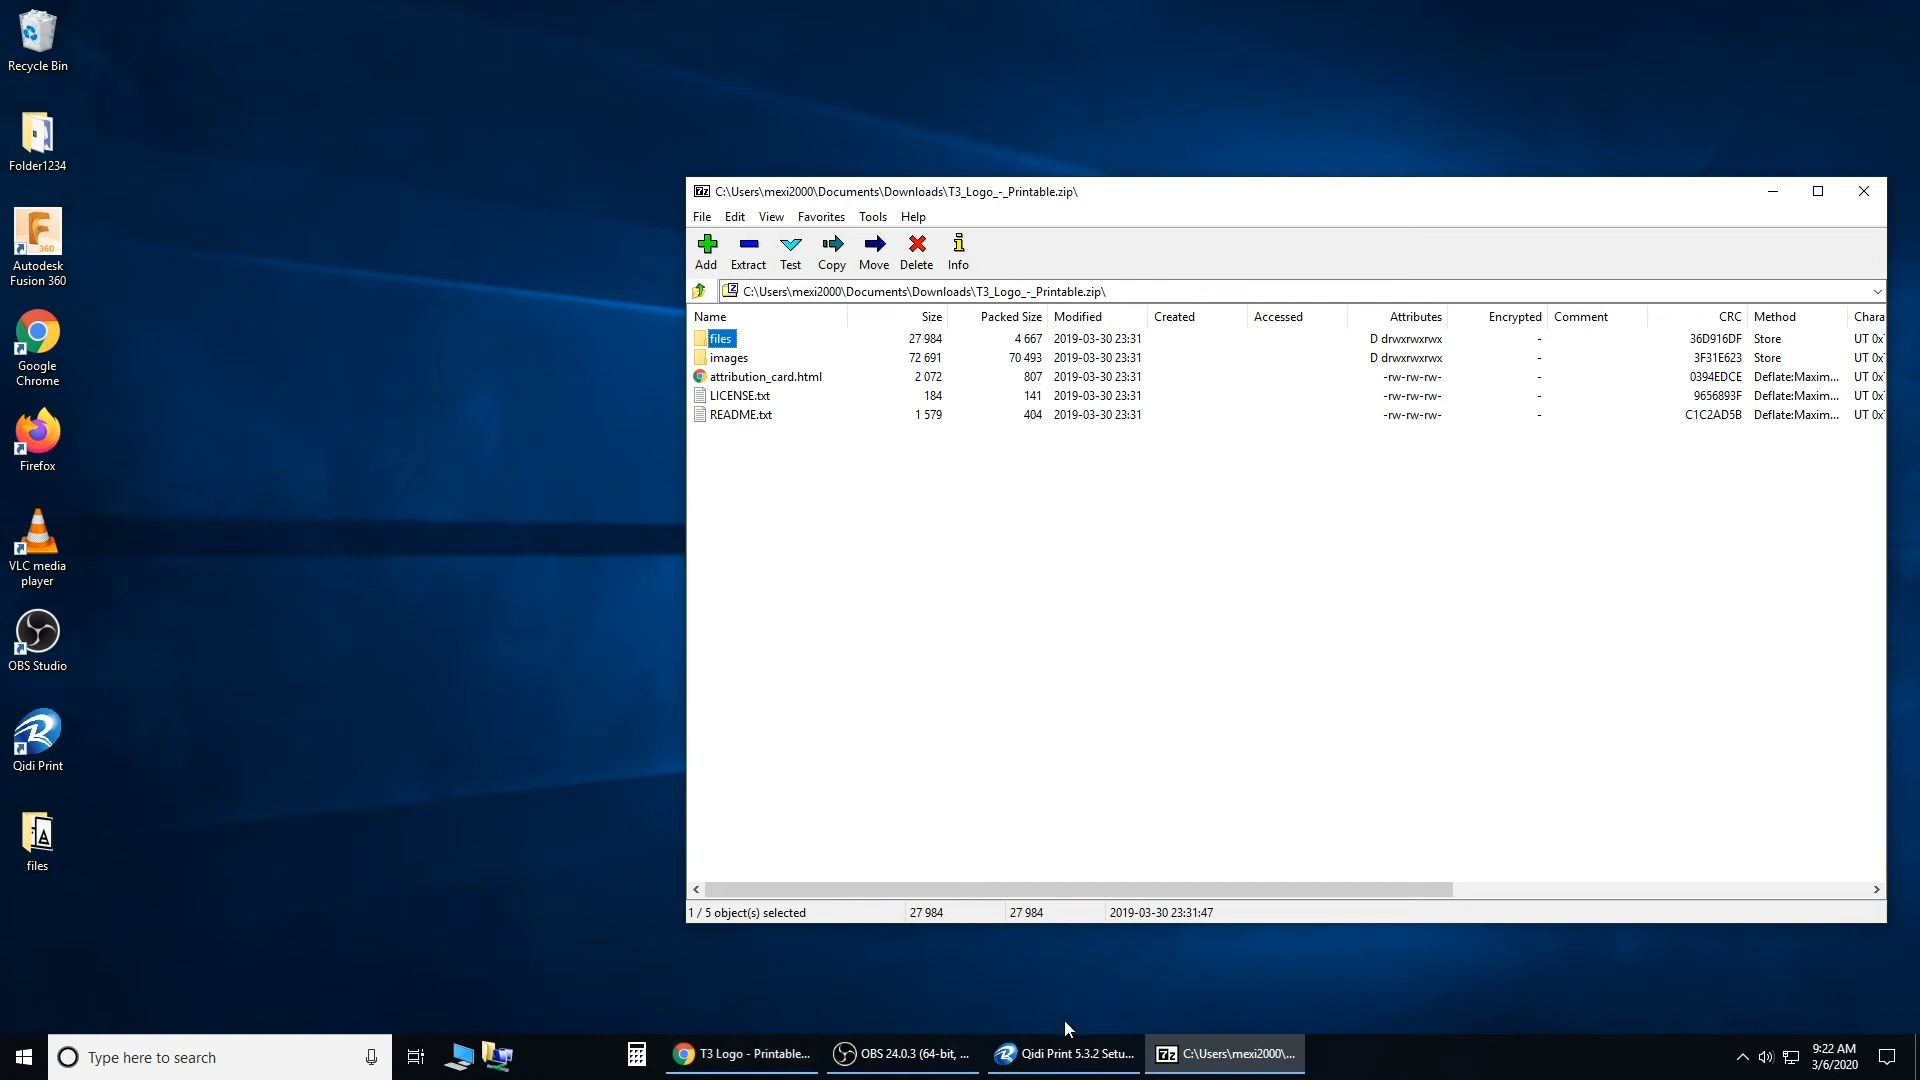 Recycle Bin
Folder1234
Autodesk
Fusion 360
Google
Chrome
Firefox
VLC media
player
OBS Studio
Qidi Print
files
C:\Users\mexi2000\Documents\Downloads\T3_Logo_-_Printable.zip\
File Edit View Favorites Tools Help
Add Extract Test Copy Move Delete Info
C:\Users\mexi2000\Documents\Downloads\T3_Logo_-_Printable.zip\
Name Size Packed Size Modified Created Accessed Attributes Encrypted Comment CRC Method Chara
files 27 984 4 667 2019-03-30 23:31 D drwxrwxrwx - 36D916DF Store UT 0x
images 72 691 70 493 2019-03-30 23:31 D drwxrwxrwx - 3F31E623 Store UT 0x
attribution_card.html 2 072 807 2019-03-30 23:31 -rw-rw-rw- - 0394EDCE Deflate:Maxim... UT 0x
LICENSE.txt 184 141 2019-03-30 23:31 -rw-rw-rw- - 9656893F Deflate:Maxim... UT 0x
README.txt 1 579 404 2019-03-30 23:31 -rw-rw-rw- - C1C2AD5B Deflate:Maxim... UT 0x
1 / 5 object(s) selected 27 984 27 984 2019-03-30 23:31:47
Type here to search
T3 Logo - Printable...
OBS 24.0.3 (64-bit, ...
Qidi Print 5.3.2 Setu...
7z C:\Users\mexi2000\...
9:22 AM
3/6/2020